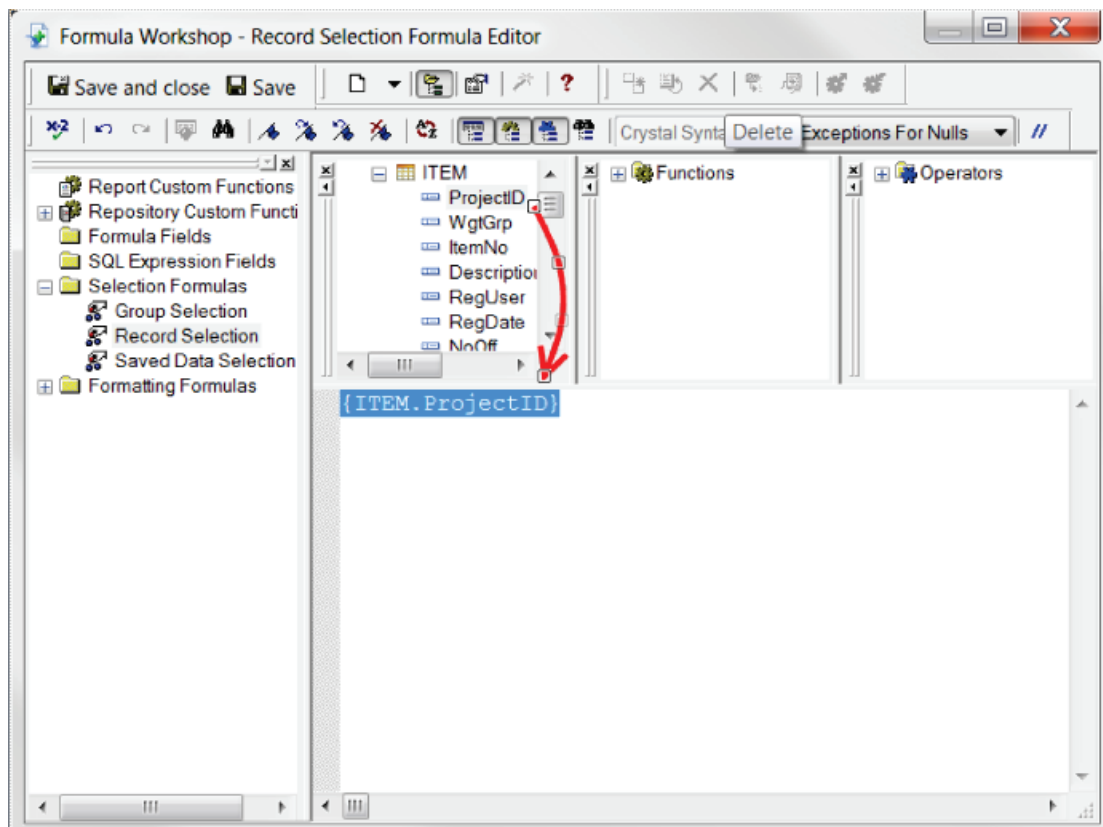 Formula Workshop - Record Selection Formula Editor
Save and close Save
Crystal Synta Delete Exceptions For Nulls
Report Custom Functions
Repository Custom Functi
Formula Fields
SQL Expression Fields
Selection Formulas
Group Selection
Record Selection
Saved Data Selection
Formatting Formulas
ITEM
ProjectID
WgtGrp
ItemNo
Description
RegUser
RegDate
NoOff
Functions
Operators
{ITEM.ProjectID}